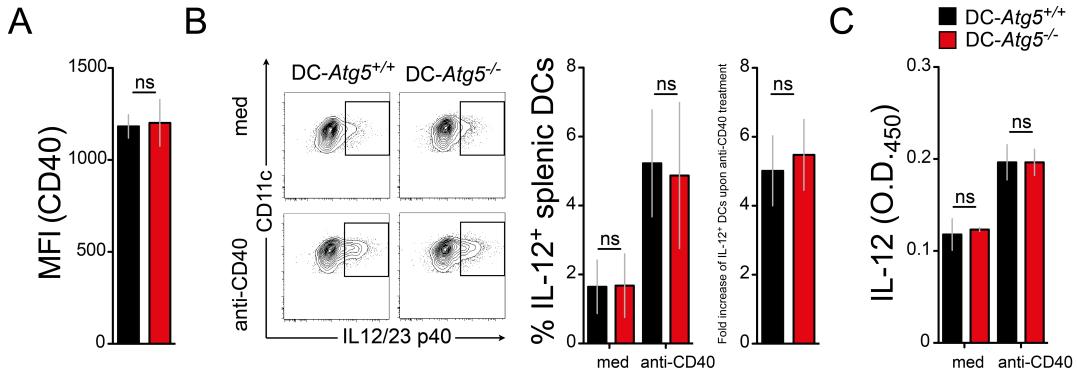 A
MFI (CD40)
1500
1000
500
0
ns
B
DC-Atg5+/+
DC-Atg5-/-
med
anti-CD40
CD11c
IL12/23 p40
% IL-12+ splenic DCs
8
6
4
2
0
ns
ns
med
anti-CD40
Fold increase of IL-12+ DCs upon anti-CD40 treatment
8
6
4
2
0
ns
C
DC-Atg5+/+
DC-Atg5-/-
IL-12 (O.D.450)
0.3
0.2
0.1
0
ns
ns
med
anti-CD40